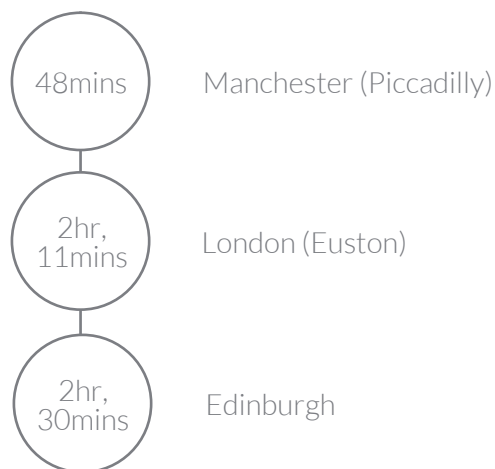 48mins
Manchester (Piccadilly)
2hr,
11mins
London (Euston)
2hr,
30mins
Edinburgh